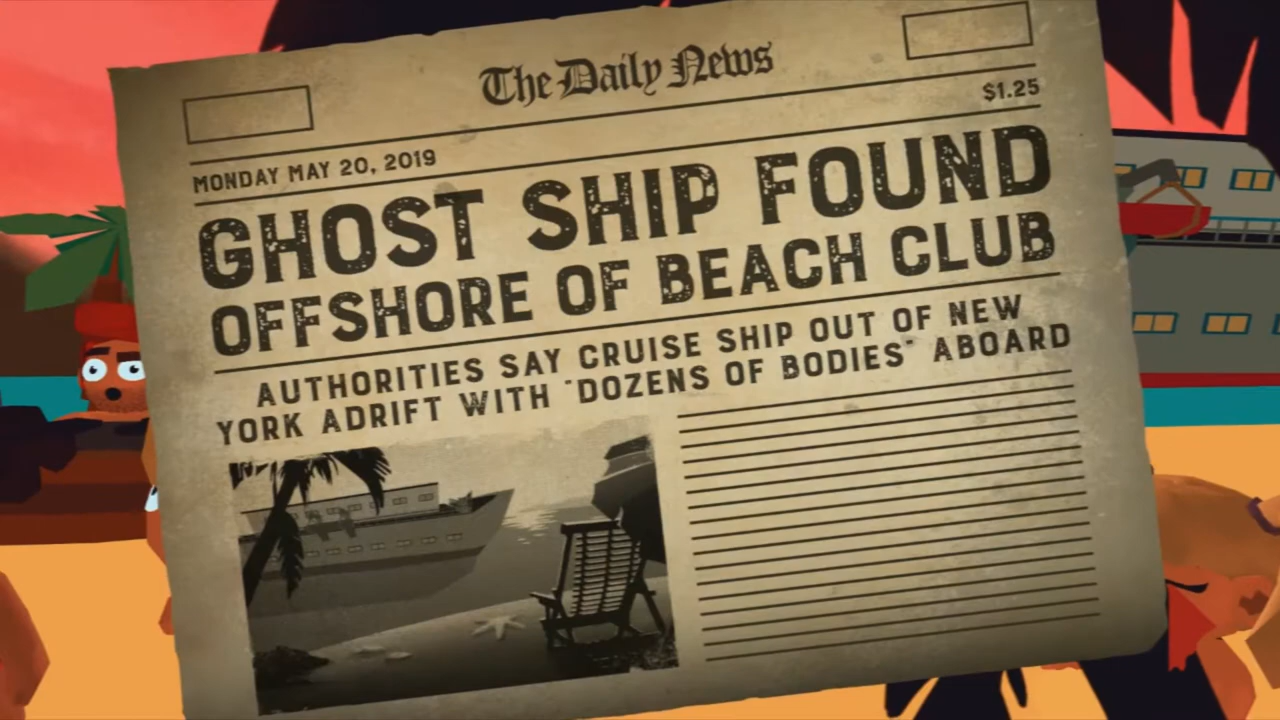 The Daily News
$1.25
MONDAY MAY 20, 2019
GHOST SHIP FOUND
OFFSHORE OF BEACH CLUB
AUTHORITIES SAY CRUISE SHIP OUT OF NEW
YORK ADRIFT WITH "DOZENS OF BODIES" ABOARD